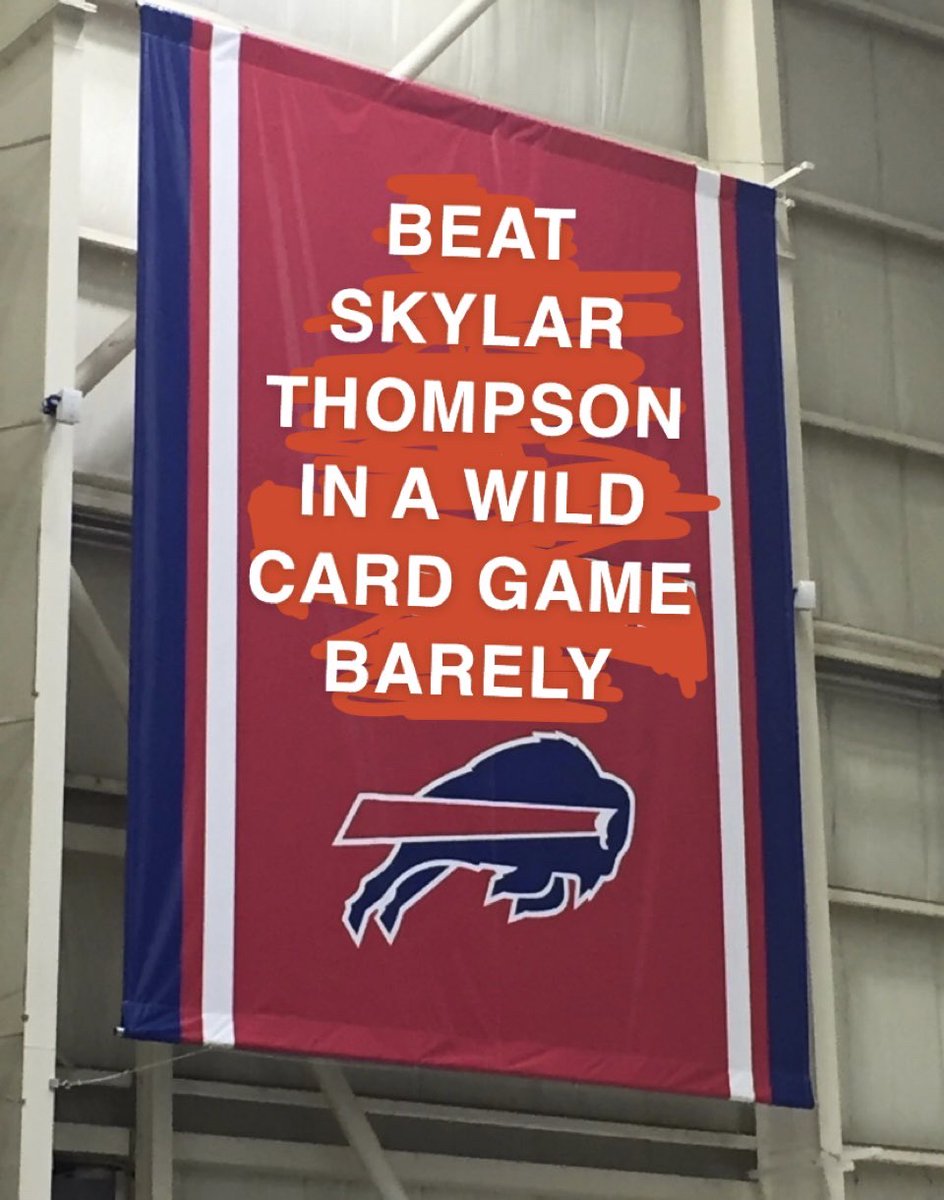 BEAT
SKYLAR
THOMPSON
IN A WILD
CARD GAME
BARELY